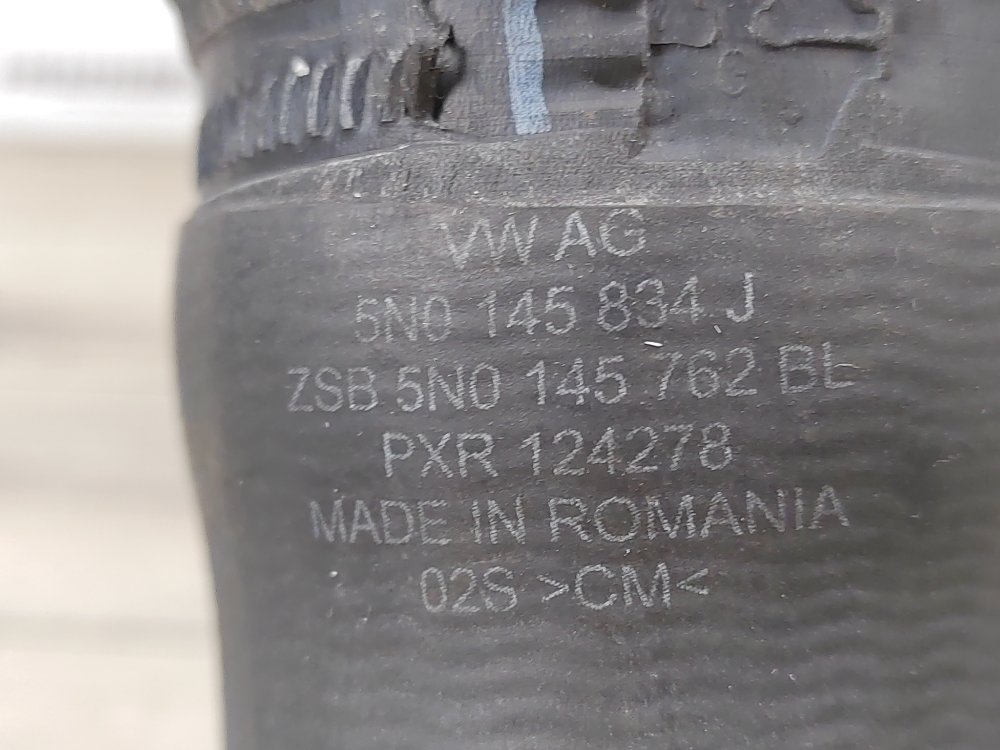 G
VW AG
5N0 145 834 J
ZSB 5N0 145 762 BL
PXR 124278
MADE IN ROMANIA
02S >CM<